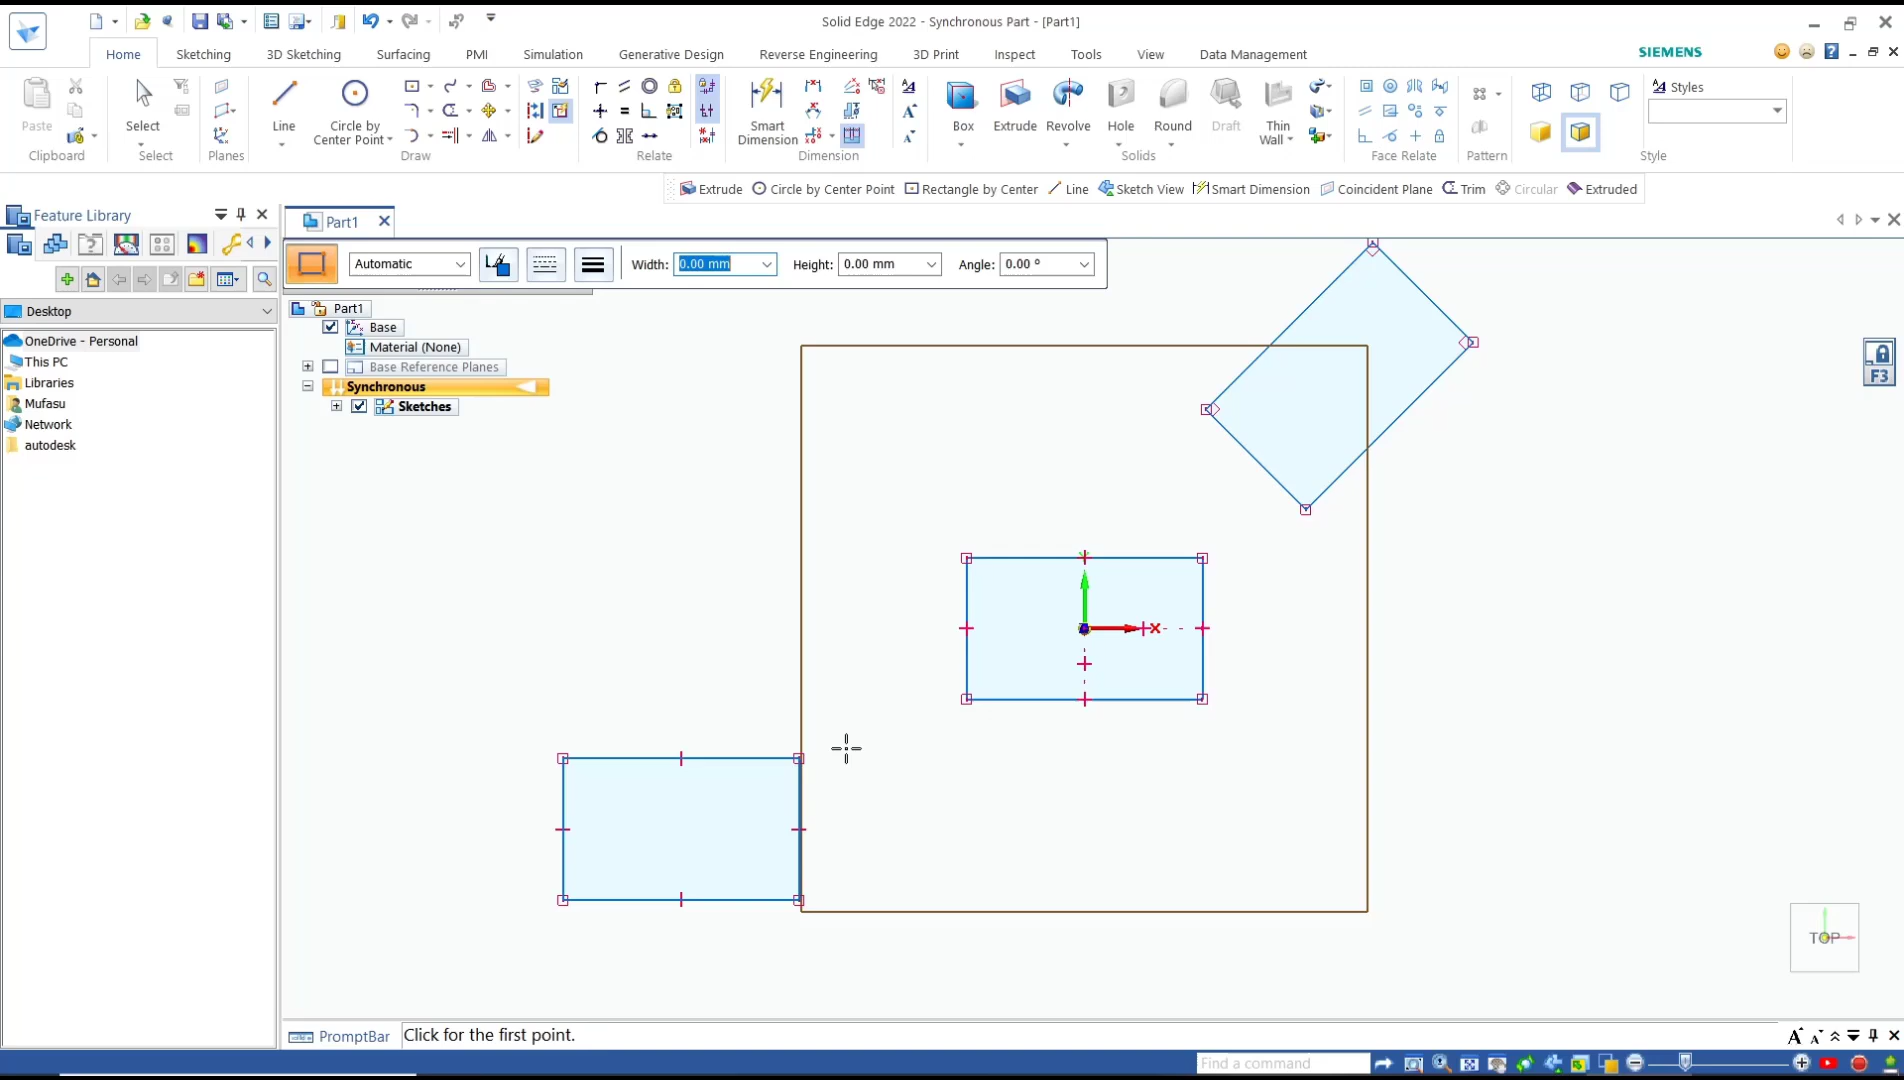 Solid Edge 2022 - Synchronous Part - [Part1]
Home Sketching 3D Sketching Surfacing PMI Simulation Generative Design Reverse Engineering 3D Print Inspect Tools View Data Management SIEMENS
Paste Select Line Circle by Center Point Smart Dimension Box Extrude Revolve Hole Round Draft Thin Wall Styles
Clipboard Select Planes Draw Relate Dimension Solids Face Relate Pattern Style
Extrude Circle by Center Point Rectangle by Center Line Sketch View Smart Dimension Coincident Plane Trim Circular Extruded
Feature Library
Part1
Automatic Width: 0.00 mm Height: 0.00 mm Angle: 0.00 °
Desktop
OneDrive - Personal
This PC
Libraries
Mufasu
Network
autodesk
Part1
Base
Material (None)
Base Reference Planes
Synchronous
Sketches
F3
x
TOP
PromptBar Click for the first point.
Find a command